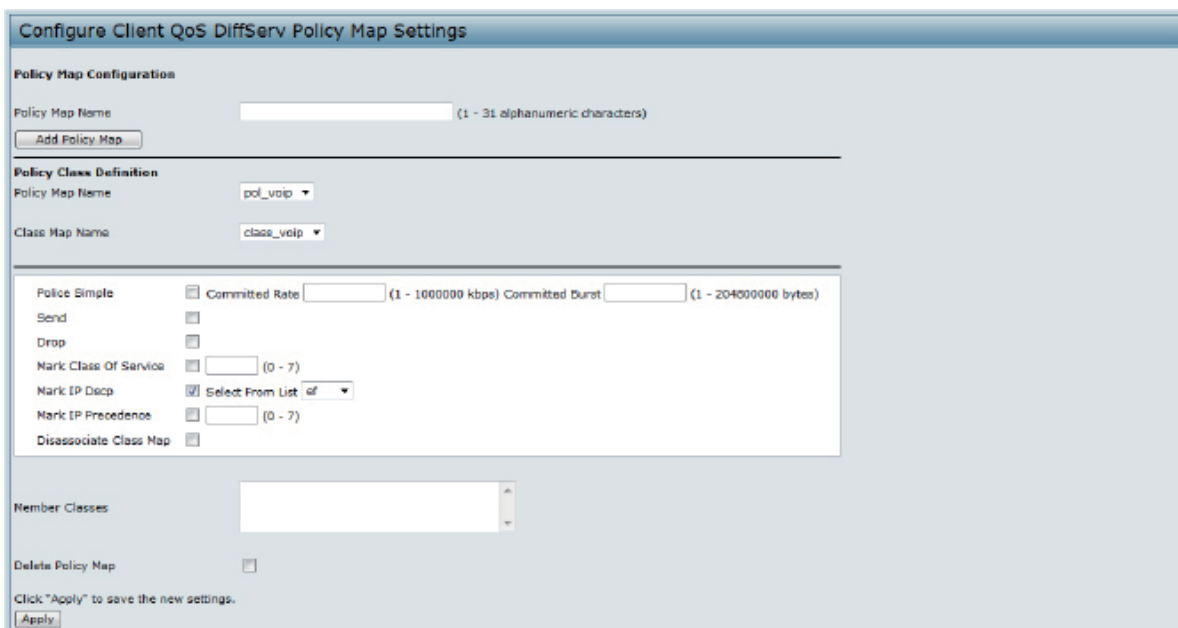 Configure Client QoS DiffServ Policy Map Settings
Policy Map Configuration
Policy Map Name (1 - 31 alphanumeric characters)
Add Policy Map
Policy Class Definition
Policy Map Name pol_voip
Class Map Name class_voip
Police Simple Committed Rate (1 - 1000000 kbps) Committed Burst (1 - 204800000 bytes)
Send
Drop
Mark Class Of Service (0 - 7)
Mark IP Dscp Select From List ef
Mark IP Precedence (0 - 7)
Disassociate Class Map
Member Classes
Delete Policy Map
Click "Apply" to save the new settings.
Apply